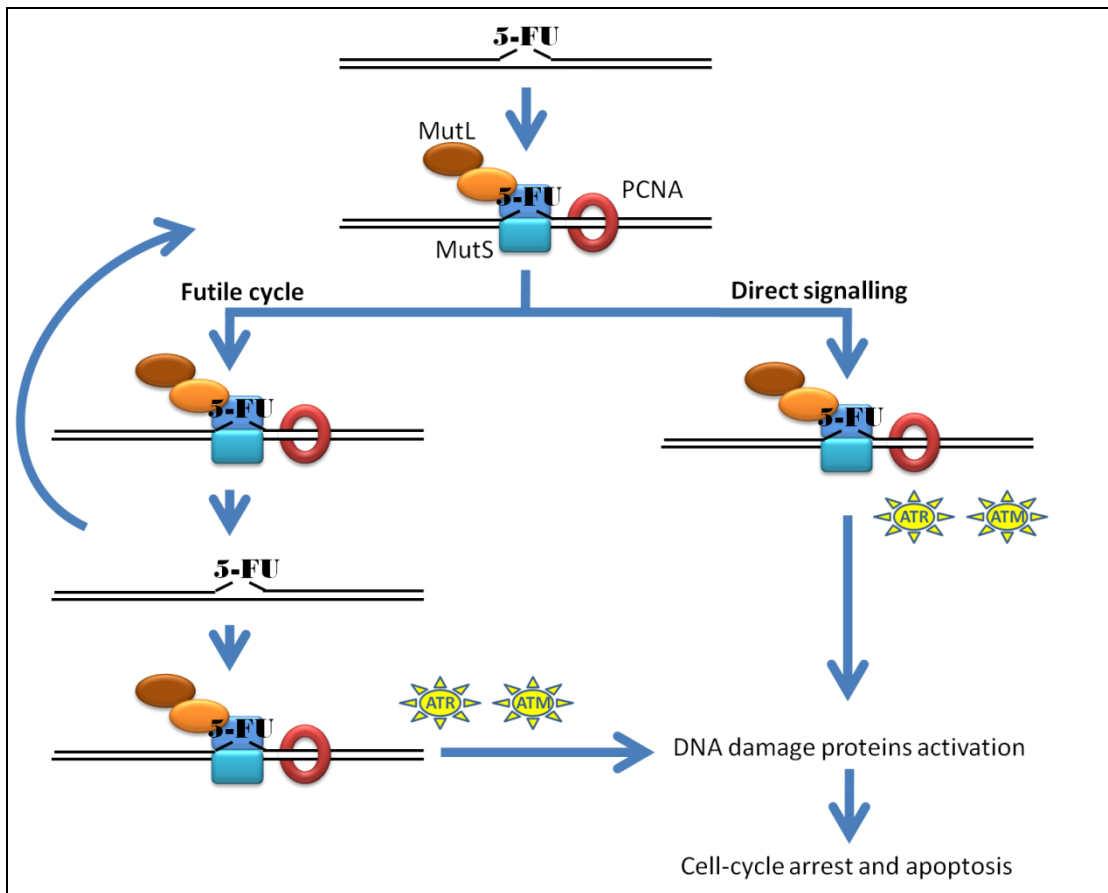 5-FU
MutL
5-FU
PCNA
MutS
Futile cycle
Direct signalling
5-FU
5-FU
ATR
ATM
5-FU
ATR
ATM
5-FU
DNA damage proteins activation
Cell-cycle arrest and apoptosis